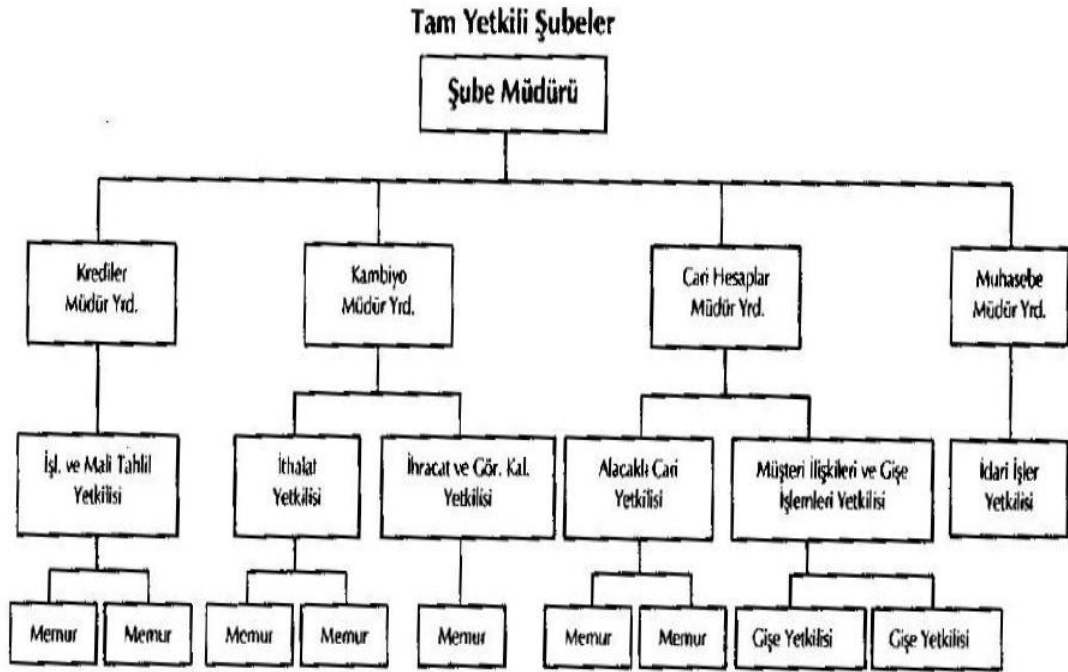 Tam Yetkili Şubeler
Şube Müdürü
Krediler
Müdür Yrd.
Kambiyo
Müdür Yrd.
Cari Hesaplar
Müdür Yrd.
Muhasebe
Müdür Yrd.
İşl. ve Mali Tahlil
Yetkilisi
İthalat
Yetkilisi
İhracat ve Gör. Kal.
Yetkilisi
Alacaklı Cari
Yetkilisi
Müşteri İlişkileri ve Gişe
İşlemleri Yetkilisi
İdari İşler
Yetkilisi
Memur
Memur
Memur
Memur
Memur
Memur
Memur
Gişe Yetkilisi
Gişe Yetkilisi